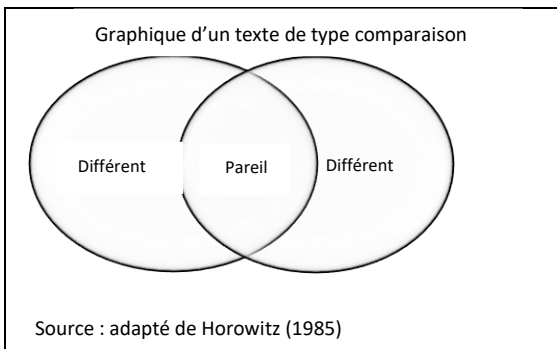 Graphique d’un texte de type comparaison
Différent Pareil Différent
Source : adapté de Horowitz (1985)